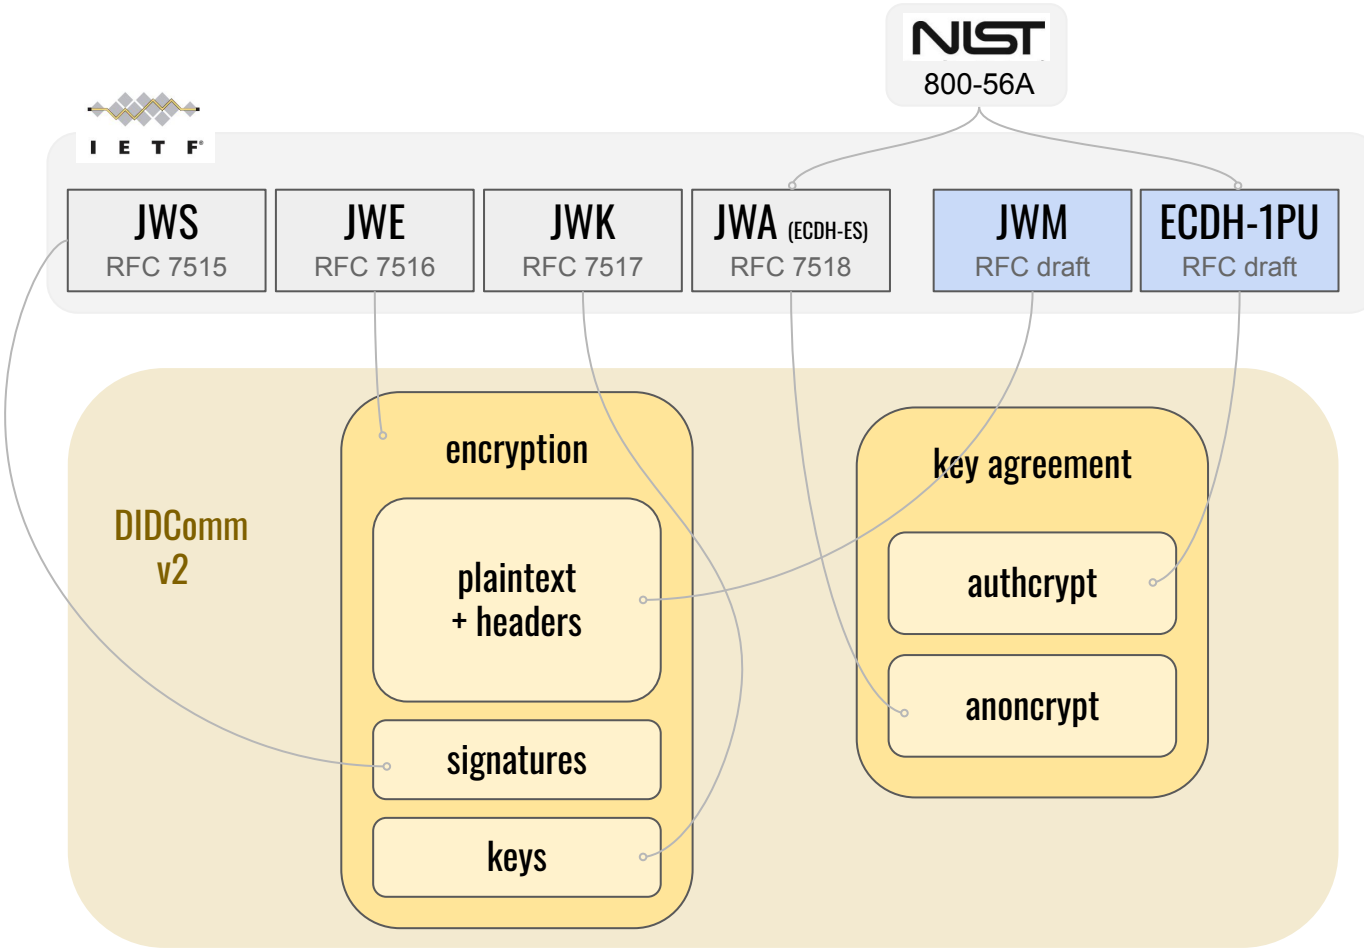 NIST
800-56A
IETF®
JWS
RFC 7515
JWE
RFC 7516
JWK
RFC 7517
JWA (ECDH-ES)
RFC 7518
JWM
RFC draft
ECDH-1PU
RFC draft
DIDComm
v2
encryption
plaintext
+ headers
signatures
keys
key agreement
authcrypt
anoncrypt